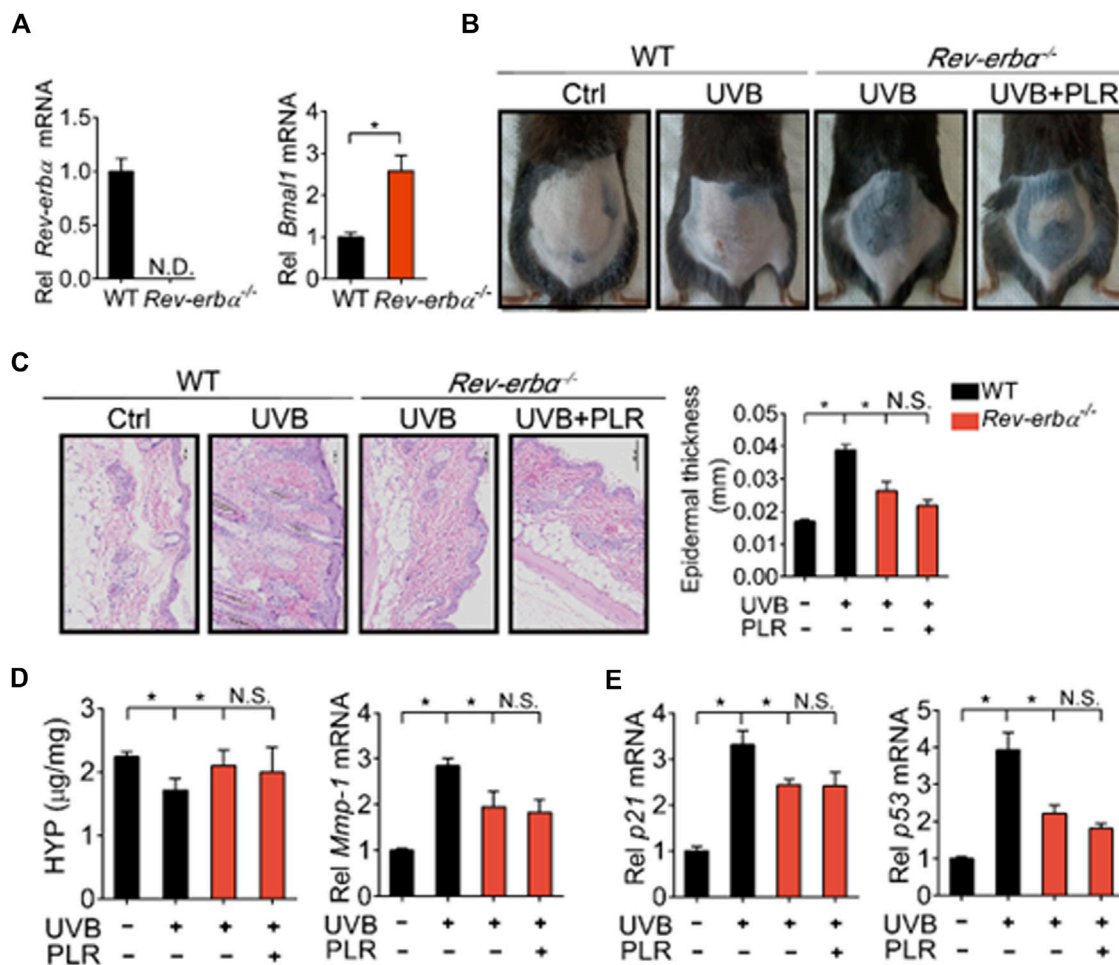 A
Rel Rev-erbα mRNA
1.5
1.0
0.5
0.0
N.D.
WT Rev-erbα-/-
Rel Bmal1 mRNA
4
3
2
1
0
*
WT Rev-erbα-/-
B
WT Rev-erbα-/-
Ctrl UVB UVB UVB+PLR
C
WT Rev-erbα-/-
Ctrl UVB UVB UVB+PLR
WT
Rev-erbα-/-
Epidermal thickness
(mm)
0.05
0.04
0.03
0.02
0.01
0.00
* * N.S.
UVB - + + +
PLR - - - +
D
HYP (µg/mg)
3
2
1
0
* * N.S.
UVB - + + +
PLR - - - +
Rel Mmp-1 mRNA
4
3
2
1
0
* * N.S.
- + + +
- - - +
E
Rel p21 mRNA
4
3
2
1
0
* * N.S.
UVB - + + +
PLR - - - +
Rel p53 mRNA
5
4
3
2
1
0
* * N.S.
- + + +
- - - +